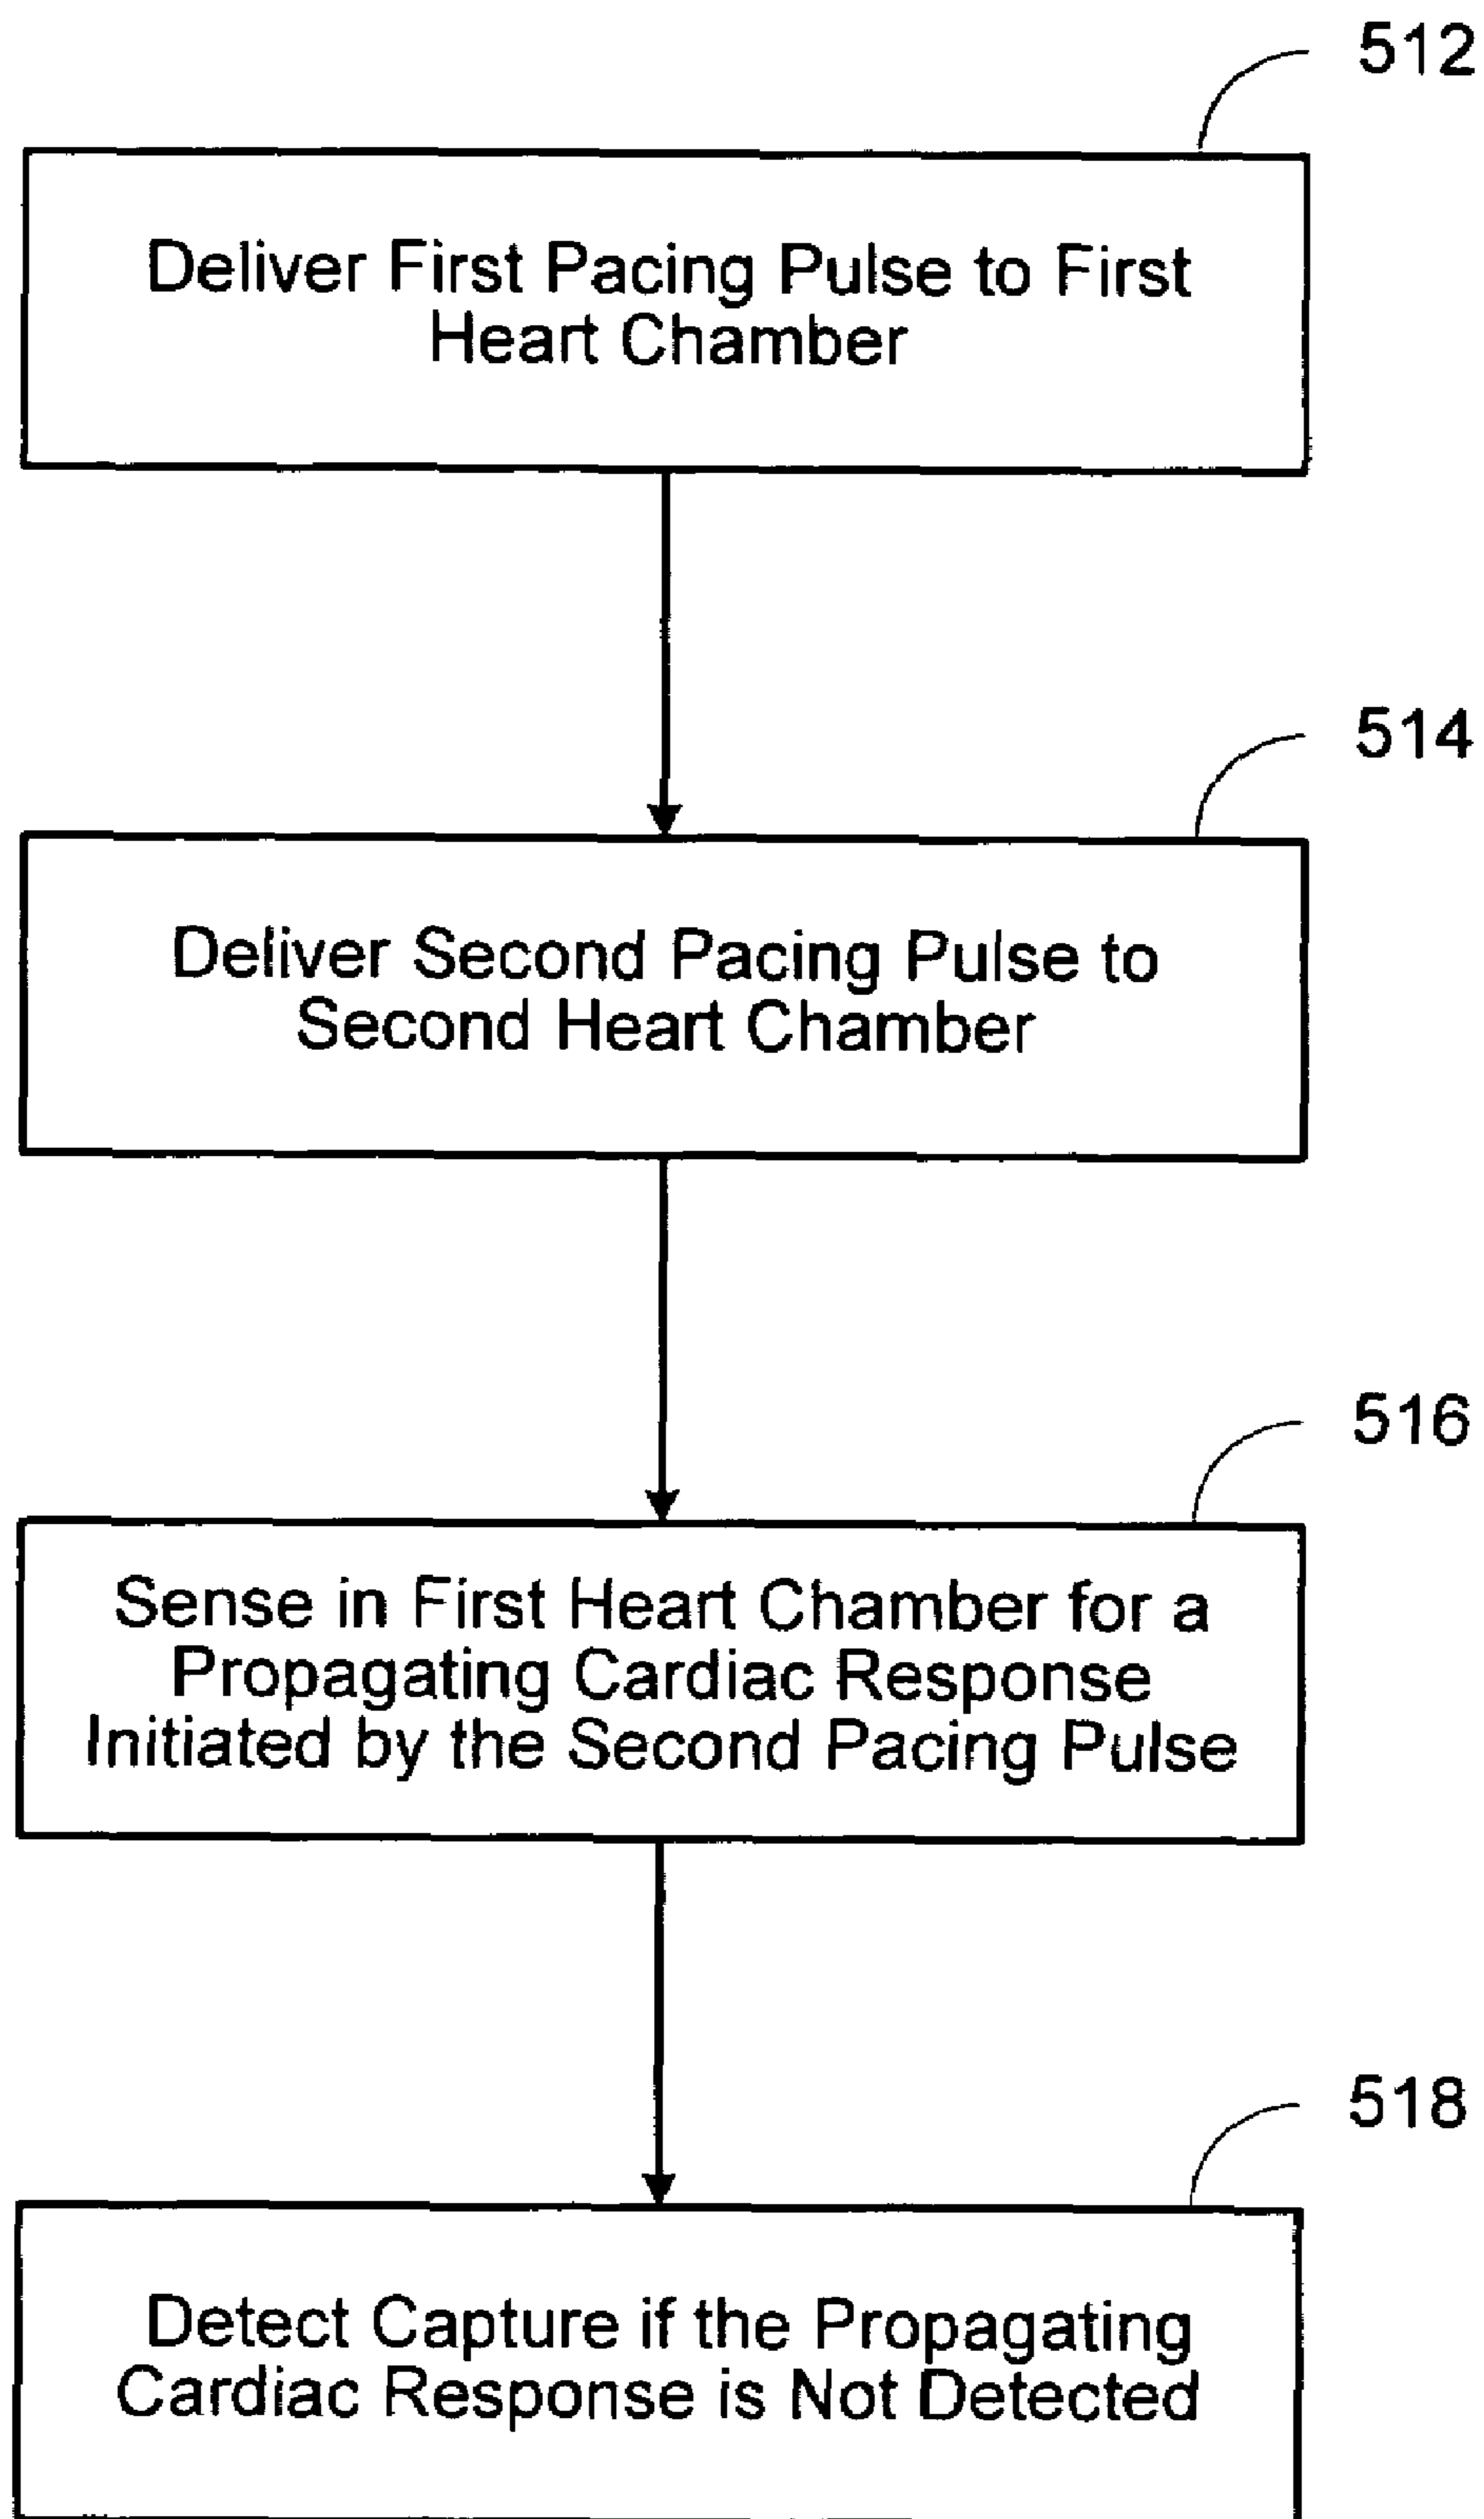 512
Deliver First Pacing Pulse to First
Heart Chamber
514
Deliver Second Pacing Pulse to
Second Heart Chamber
516
Sense in First Heart Chamber for a
Propagating Cardiac Response
Initiated by the Second Pacing Pulse
518
Detect Capture if the Propagating
Cardiac Response is Not Detected